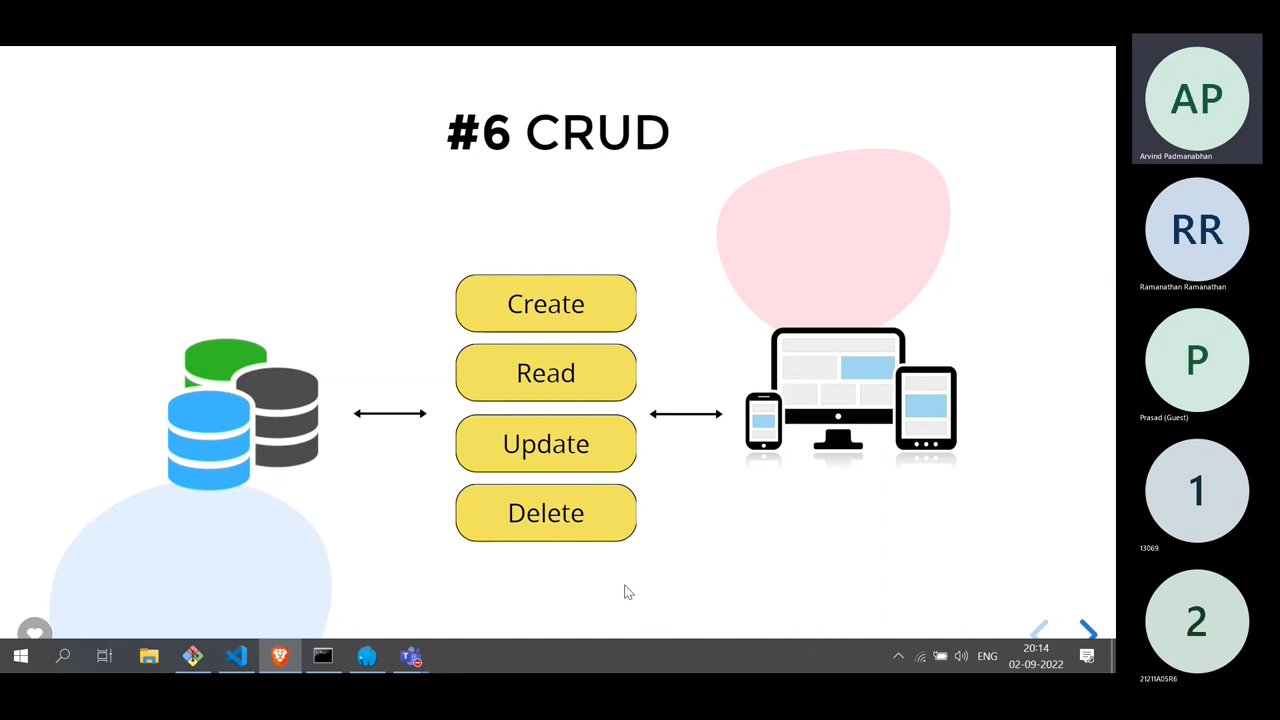 #6 CRUD
Create
Read
Update
Delete
ENG
20:14
02-09-2022
AP
Arvind Padmanabhan
RR
Ramanathan Ramanathan
P
Prasad (Guest)
1
13069
2
21211A05R6